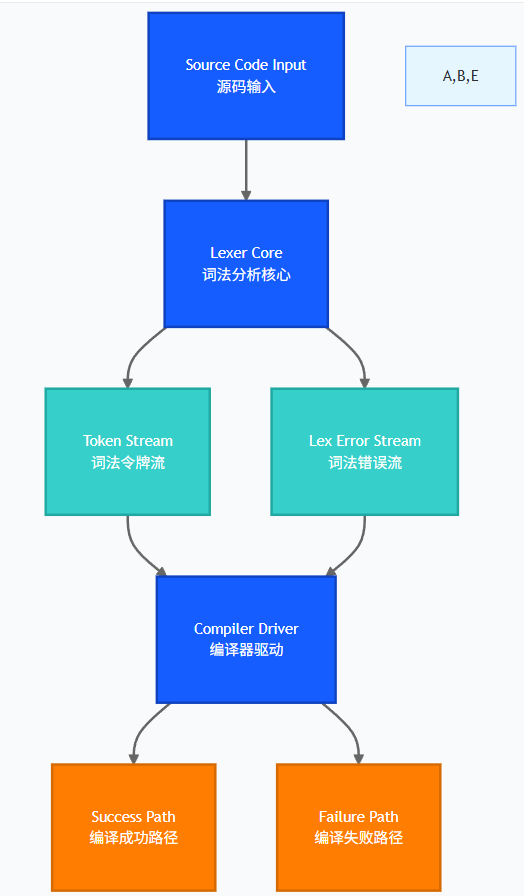 Source Code Input
源码输入
A,B,E
Lexer Core
词法分析核心
Token Stream
词法令牌流
Lex Error Stream
词法错误流
Compiler Driver
编译器驱动
Success Path
编译成功路径
Failure Path
编译失败路径